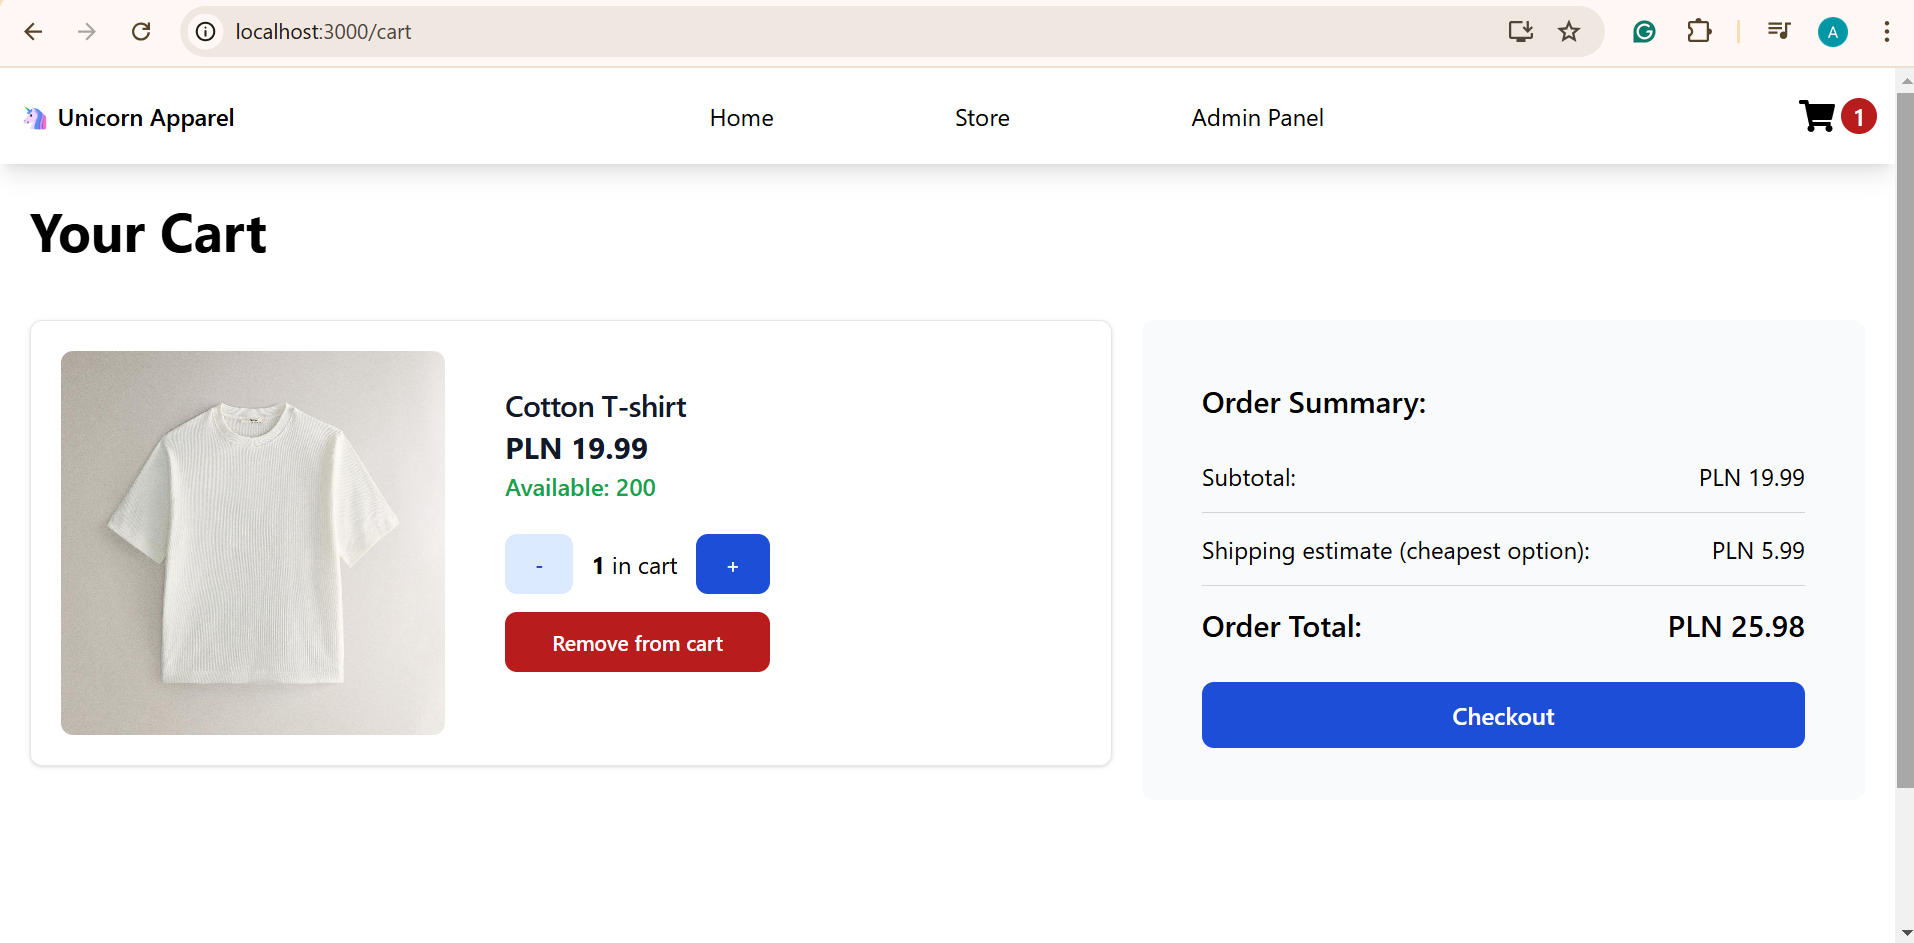 localhost:3000/cart
A
Unicorn Apparel
Home
Store
Admin Panel
1
Your Cart
Cotton T-shirt
PLN 19.99
Available: 200
-
1 in cart
+
Remove from cart
Order Summary:
Subtotal: PLN 19.99
Shipping estimate (cheapest option): PLN 5.99
Order Total: PLN 25.98
Checkout